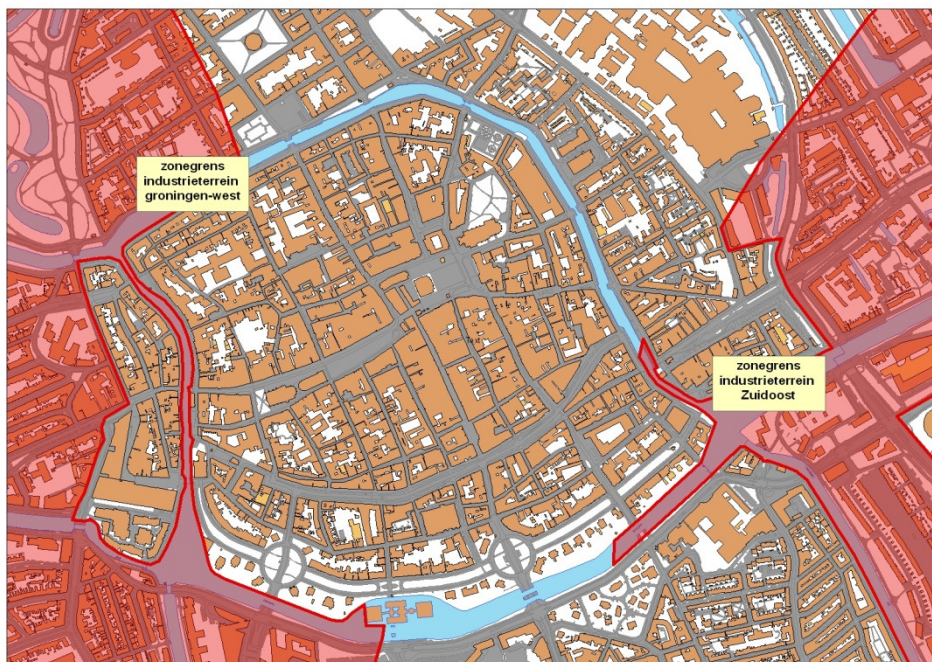 zonegrens
industrieterrein
groningen-west
zonegrens
industrieterrein
Zuidoost